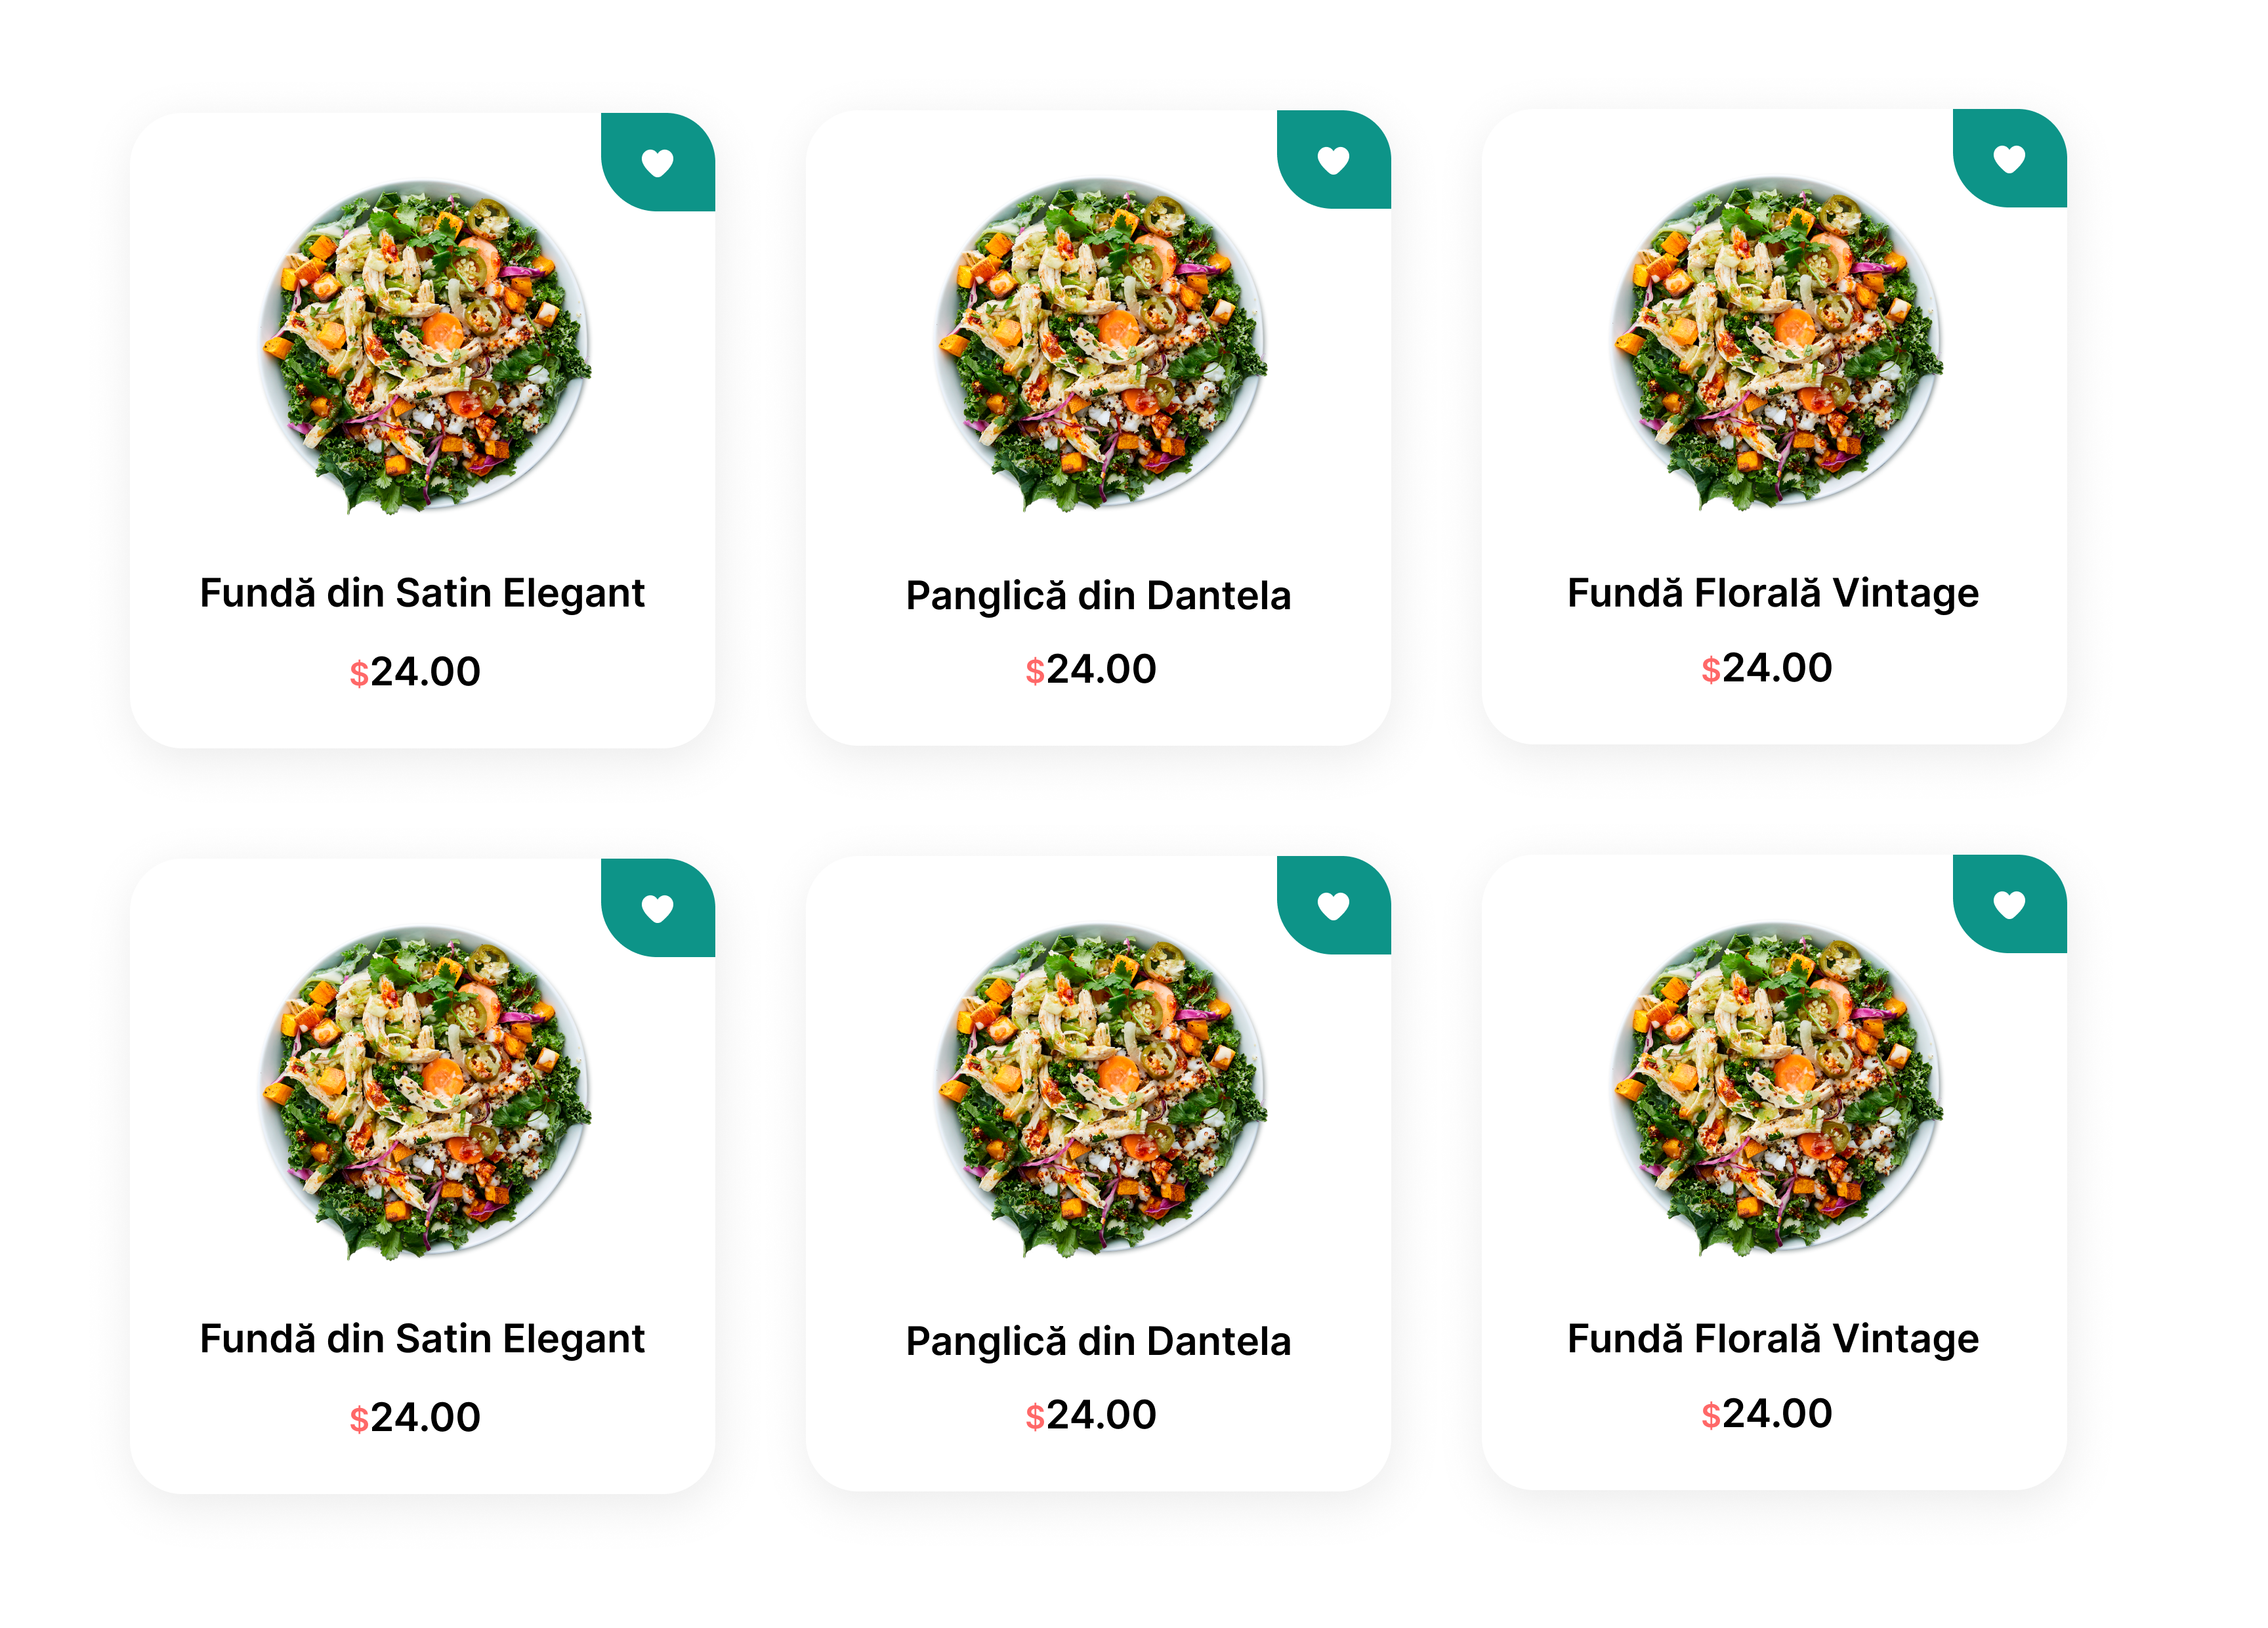 Fundă din Satin Elegant
$24.00
Panglică din Dantela
$24.00
Fundă Florală Vintage
$24.00
Fundă din Satin Elegant
$24.00
Panglică din Dantela
$24.00
Fundă Florală Vintage
$24.00